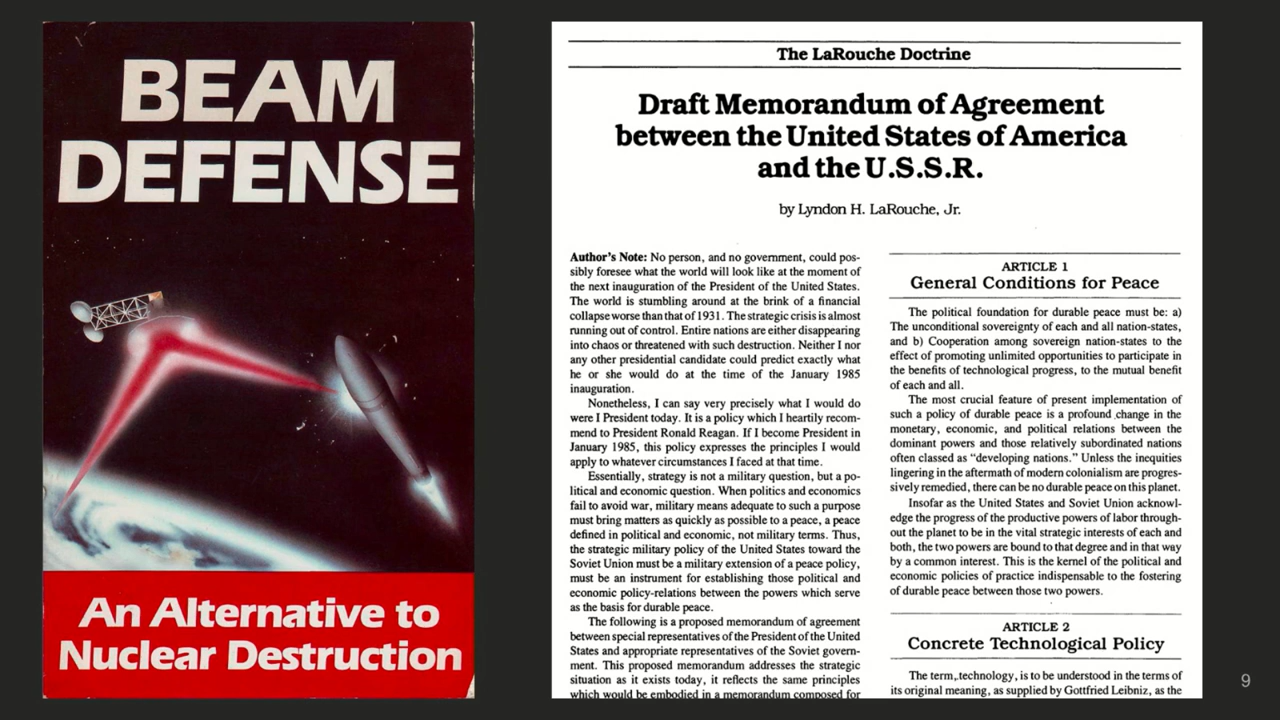 BEAM
DEFENSE
An Alternative to
Nuclear Destruction
The LaRouche Doctrine
Draft Memorandum of Agreement
between the United States of America
and the U.S.S.R.
by Lyndon H. LaRouche, Jr.
Author's Note: No person, and no government, could pos-
sibly foresee what the world will look like at the moment of
the next inauguration of the President of the United States.
The world is stumbling around at the brink of a financial
collapse worse than that of 1931. The strategic crisis is almost
running out of control. Entire nations are either disappearing
into chaos or threatened with such destruction. Neither I nor
any other presidential candidate could predict exactly what
he or she would do at the time of the January 1985
inauguration.
Nonetheless, I can say very precisely what I would do
were I President today. It is a policy which I heartily recom-
mend to President Ronald Reagan. If I become President in
January 1985, this policy expresses the principles I would
apply to whatever circumstances I faced at that time.
Essentially, strategy is not a military question, but a po-
litical and economic question. When politics and economics
fail to avoid war, military means adequate to such a purpose
must bring matters as quickly as possible to a peace, a peace
defined in political and economic, not military terms. Thus,
the strategic military policy of the United States toward the
Soviet Union must be a military extension of a peace policy,
must be an instrument for establishing those political and
economic policy-relations between the powers which serve
as the basis for durable peace.
The following is a proposed memorandum of agreement
between special representatives of the President of the United
States and appropriate representatives of the Soviet govern-
ment. This proposed memorandum addresses the strategic
situation as it exists today, it reflects the same principles
which would be embodied in a memorandum composed for
ARTICLE 1
General Conditions for Peace
The political foundation for durable peace must be: a)
The unconditional sovereignty of each and all nation-states,
and b) Cooperation among sovereign nation-states to the
effect of promoting unlimited opportunities to participate in
the benefits of technological progress, to the mutual benefit
of each and all.
The most crucial feature of present implementation of
such a policy of durable peace is a profound change in the
monetary, economic, and political relations between the
dominant powers and those relatively subordinated nations
often classed as "developing nations." Unless the inequities
lingering in the aftermath of modern colonialism are progres-
sively remedied, there can be no durable peace on this planet.
Insofar as the United States and Soviet Union acknowl-
edge the progress of the productive powers of labor through-
out the planet to be in the vital strategic interests of each and
both, the two powers are bound to that degree and in that way
by a common interest. This is the kernel of the political and
economic policies of practice indispensable to the fostering
of durable peace between those two powers.
ARTICLE 2
Concrete Technological Policy
The term, technology, is to be understood in the terms of
its original meaning, as supplied by Gottfried Leibniz, as the
9